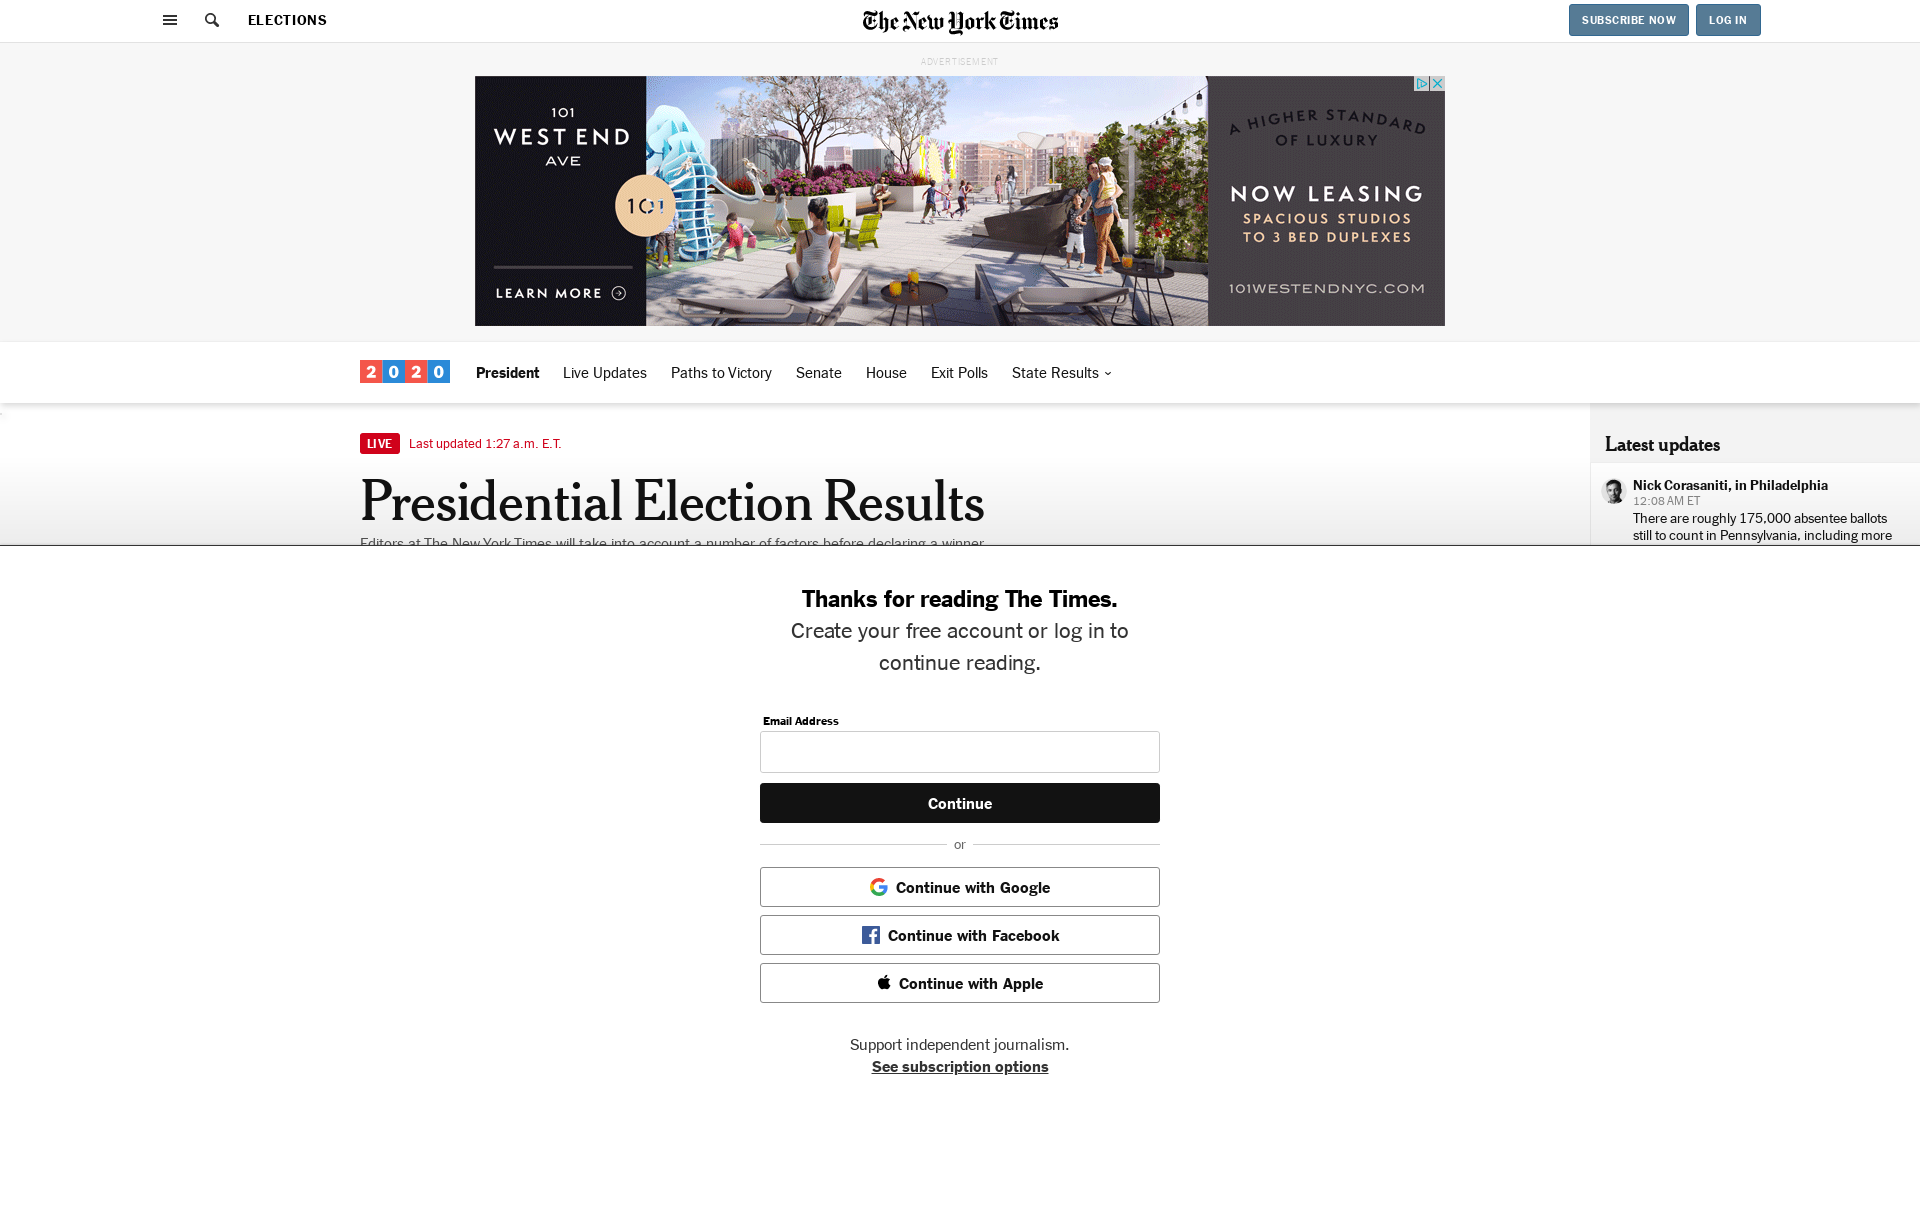 ELECTIONS
The New York Times
SUBSCRIBE NOW
LOG IN
ADVERTISEMENT
101
WEST END
AVE
LEARN MORE
A HIGHER STANDARD
OF LUXURY
NOW LEASING
SPACIOUS STUDIOS
TO 3 BED DUPLEXES
101WESTENDNYC.COM
2020
President
Live Updates
Paths to Victory
Senate
House
Exit Polls
State Results
LIVE
Last updated 1:27 a.m. E.T.
Presidential Election Results
Editors at The New York Times will take into account a number of factors before declaring a winner
Latest updates
Nick Corasaniti, in Philadelphia
12:08 AM ET
There are roughly 175,000 absentee ballots
still to count in Pennsylvania, including more
Thanks for reading The Times.
Create your free account or log in to
continue reading.
Email Address
Continue
or
Continue with Google
Continue with Facebook
Continue with Apple
Support independent journalism.
See subscription options